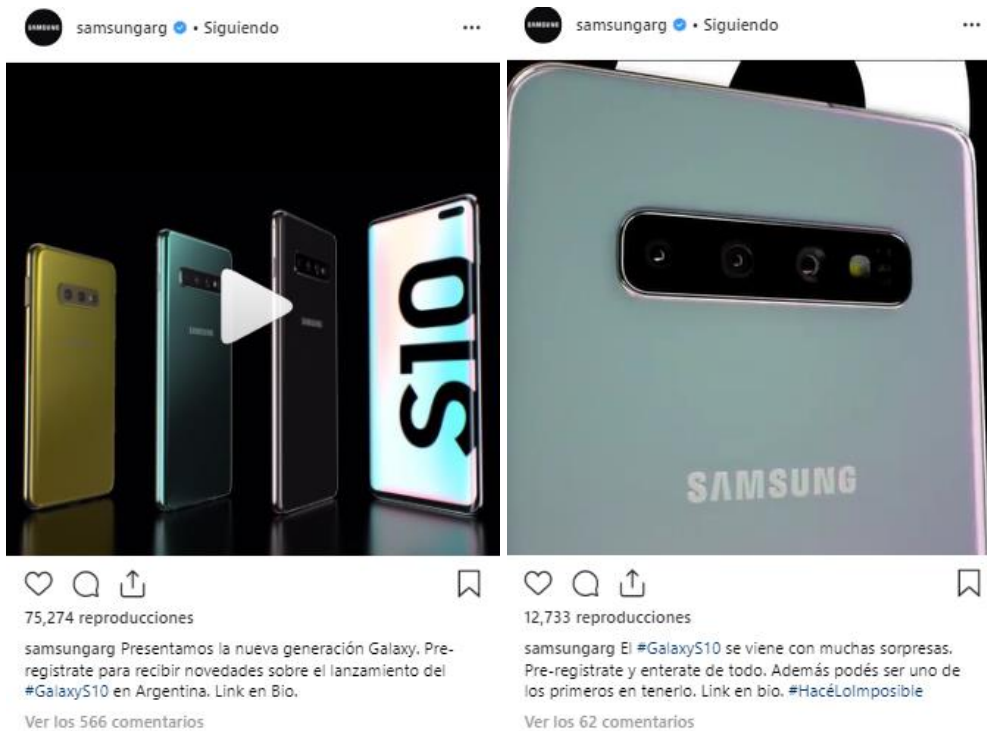 SAMSUNG
samsungarg • Siguiendo
SAMSUNG
SAMSUNG
S10
75,274 reproducciones
samsungarg Presentamos la nueva generación Galaxy. Pre-
registrate para recibir novedades sobre el lanzamiento del
#GalaxyS10 en Argentina. Link en Bio.
Ver los 566 comentarios
SAMSUNG
samsungarg • Siguiendo
SAMSUNG
12,733 reproducciones
samsungarg El #GalaxyS10 se viene con muchas sorpresas.
Pre-registrate y enterate de todo. Además podés ser uno de
los primeros en tenerlo. Link en bio. #HacéLoImposible
Ver los 62 comentarios